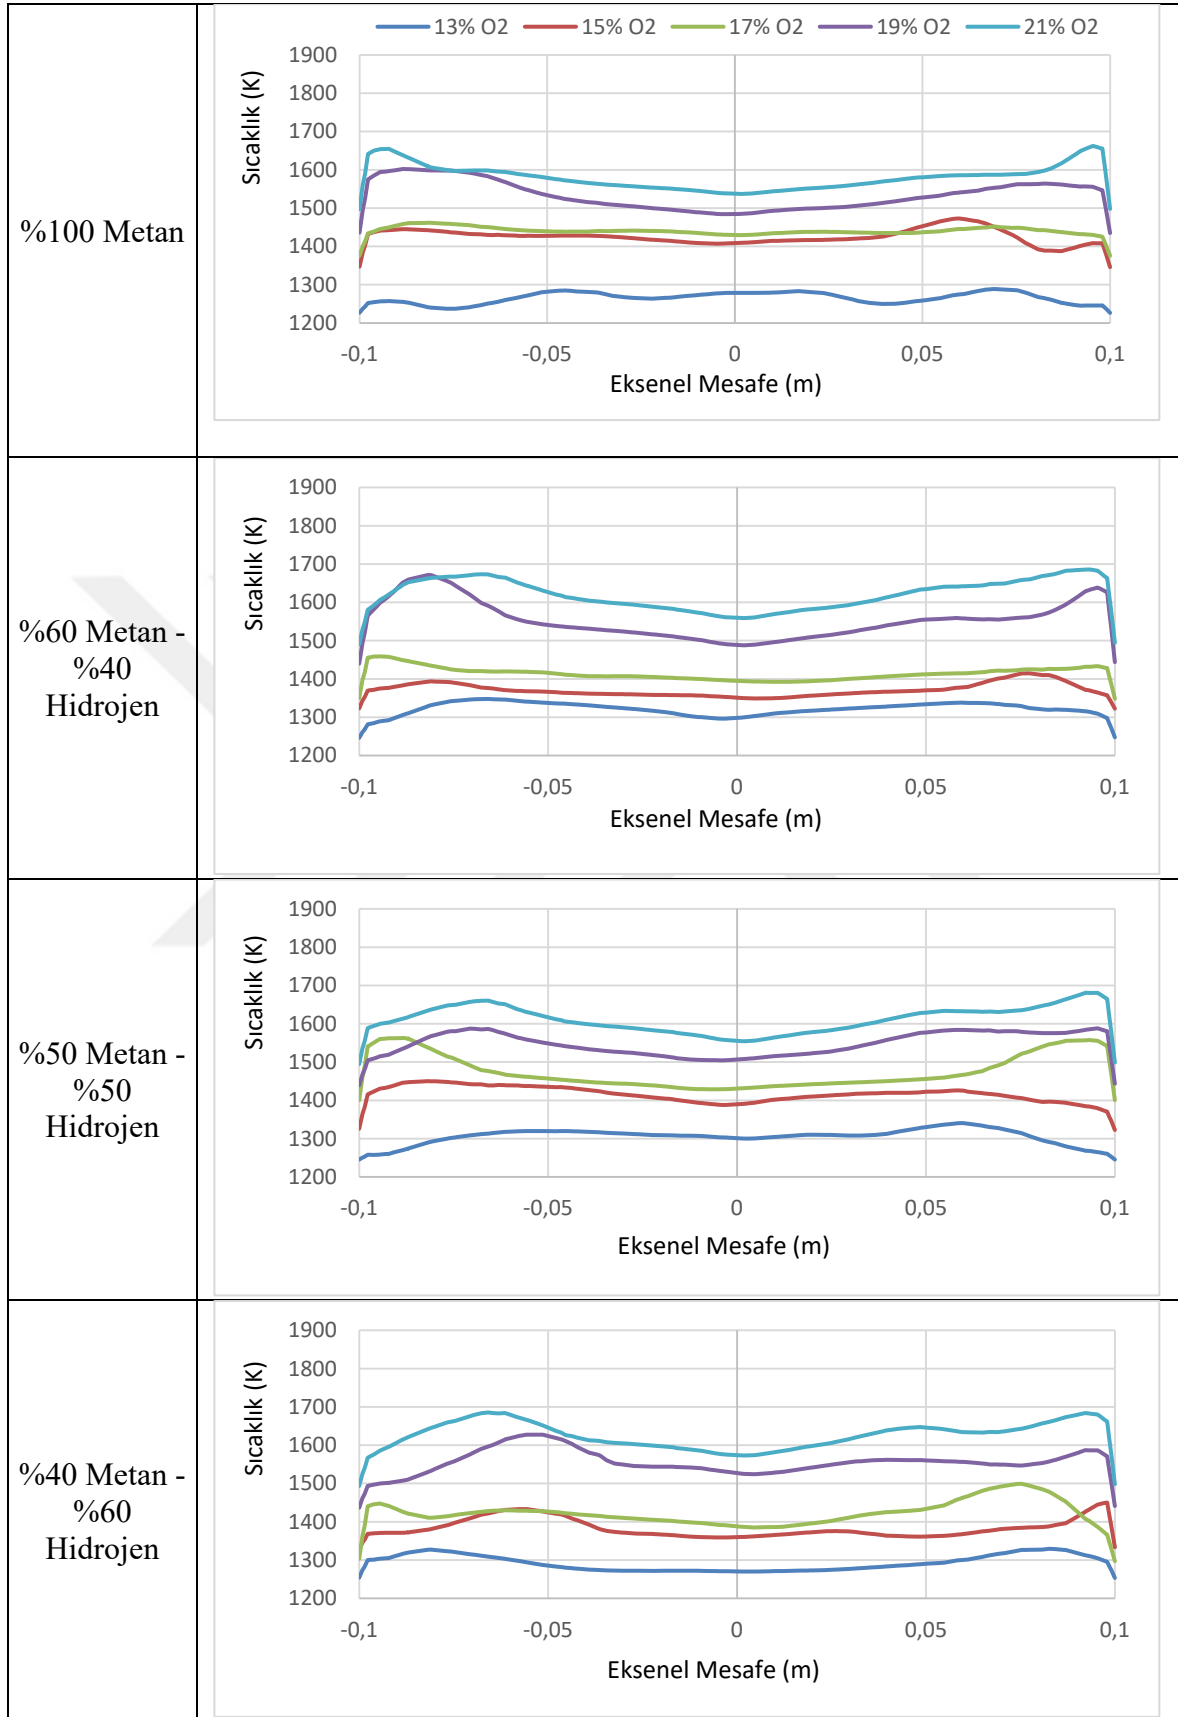 %100 Metan
13% O2 15% O2 17% O2 19% O2 21% O2
Sıcaklık (K)
1900
1800
1700
1600
1500
1400
1300
1200
-0,1 -0,05 0 0,05 0,1
Eksenel Mesafe (m)
%60 Metan -
%40
Hidrojen
Sıcaklık (K)
1900
1800
1700
1600
1500
1400
1300
1200
-0,1 -0,05 0 0,05 0,1
Eksenel Mesafe (m)
%50 Metan -
%50
Hidrojen
Sıcaklık (K)
1900
1800
1700
1600
1500
1400
1300
1200
-0,1 -0,05 0 0,05 0,1
Eksenel Mesafe (m)
%40 Metan -
%60
Hidrojen
Sıcaklık (K)
1900
1800
1700
1600
1500
1400
1300
1200
-0,1 -0,05 0 0,05 0,1
Eksenel Mesafe (m)